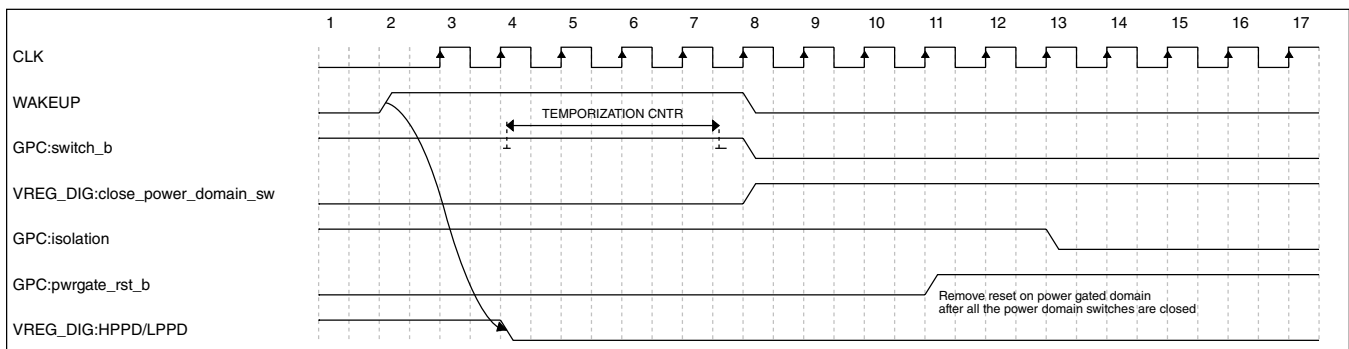 1 2 3 4 5 6 7 8 9 10 11 12 13 14 15 16 17
CLK
WAKEUP
TEMPORIZATION CNTR
GPC:switch_b
VREG_DIG:close_power_domain_sw
GPC:isolation
GPC:pwrgate_rst_b
Remove reset on power gated domain
after all the power domain switches are closed
VREG_DIG:HPPD/LPPD